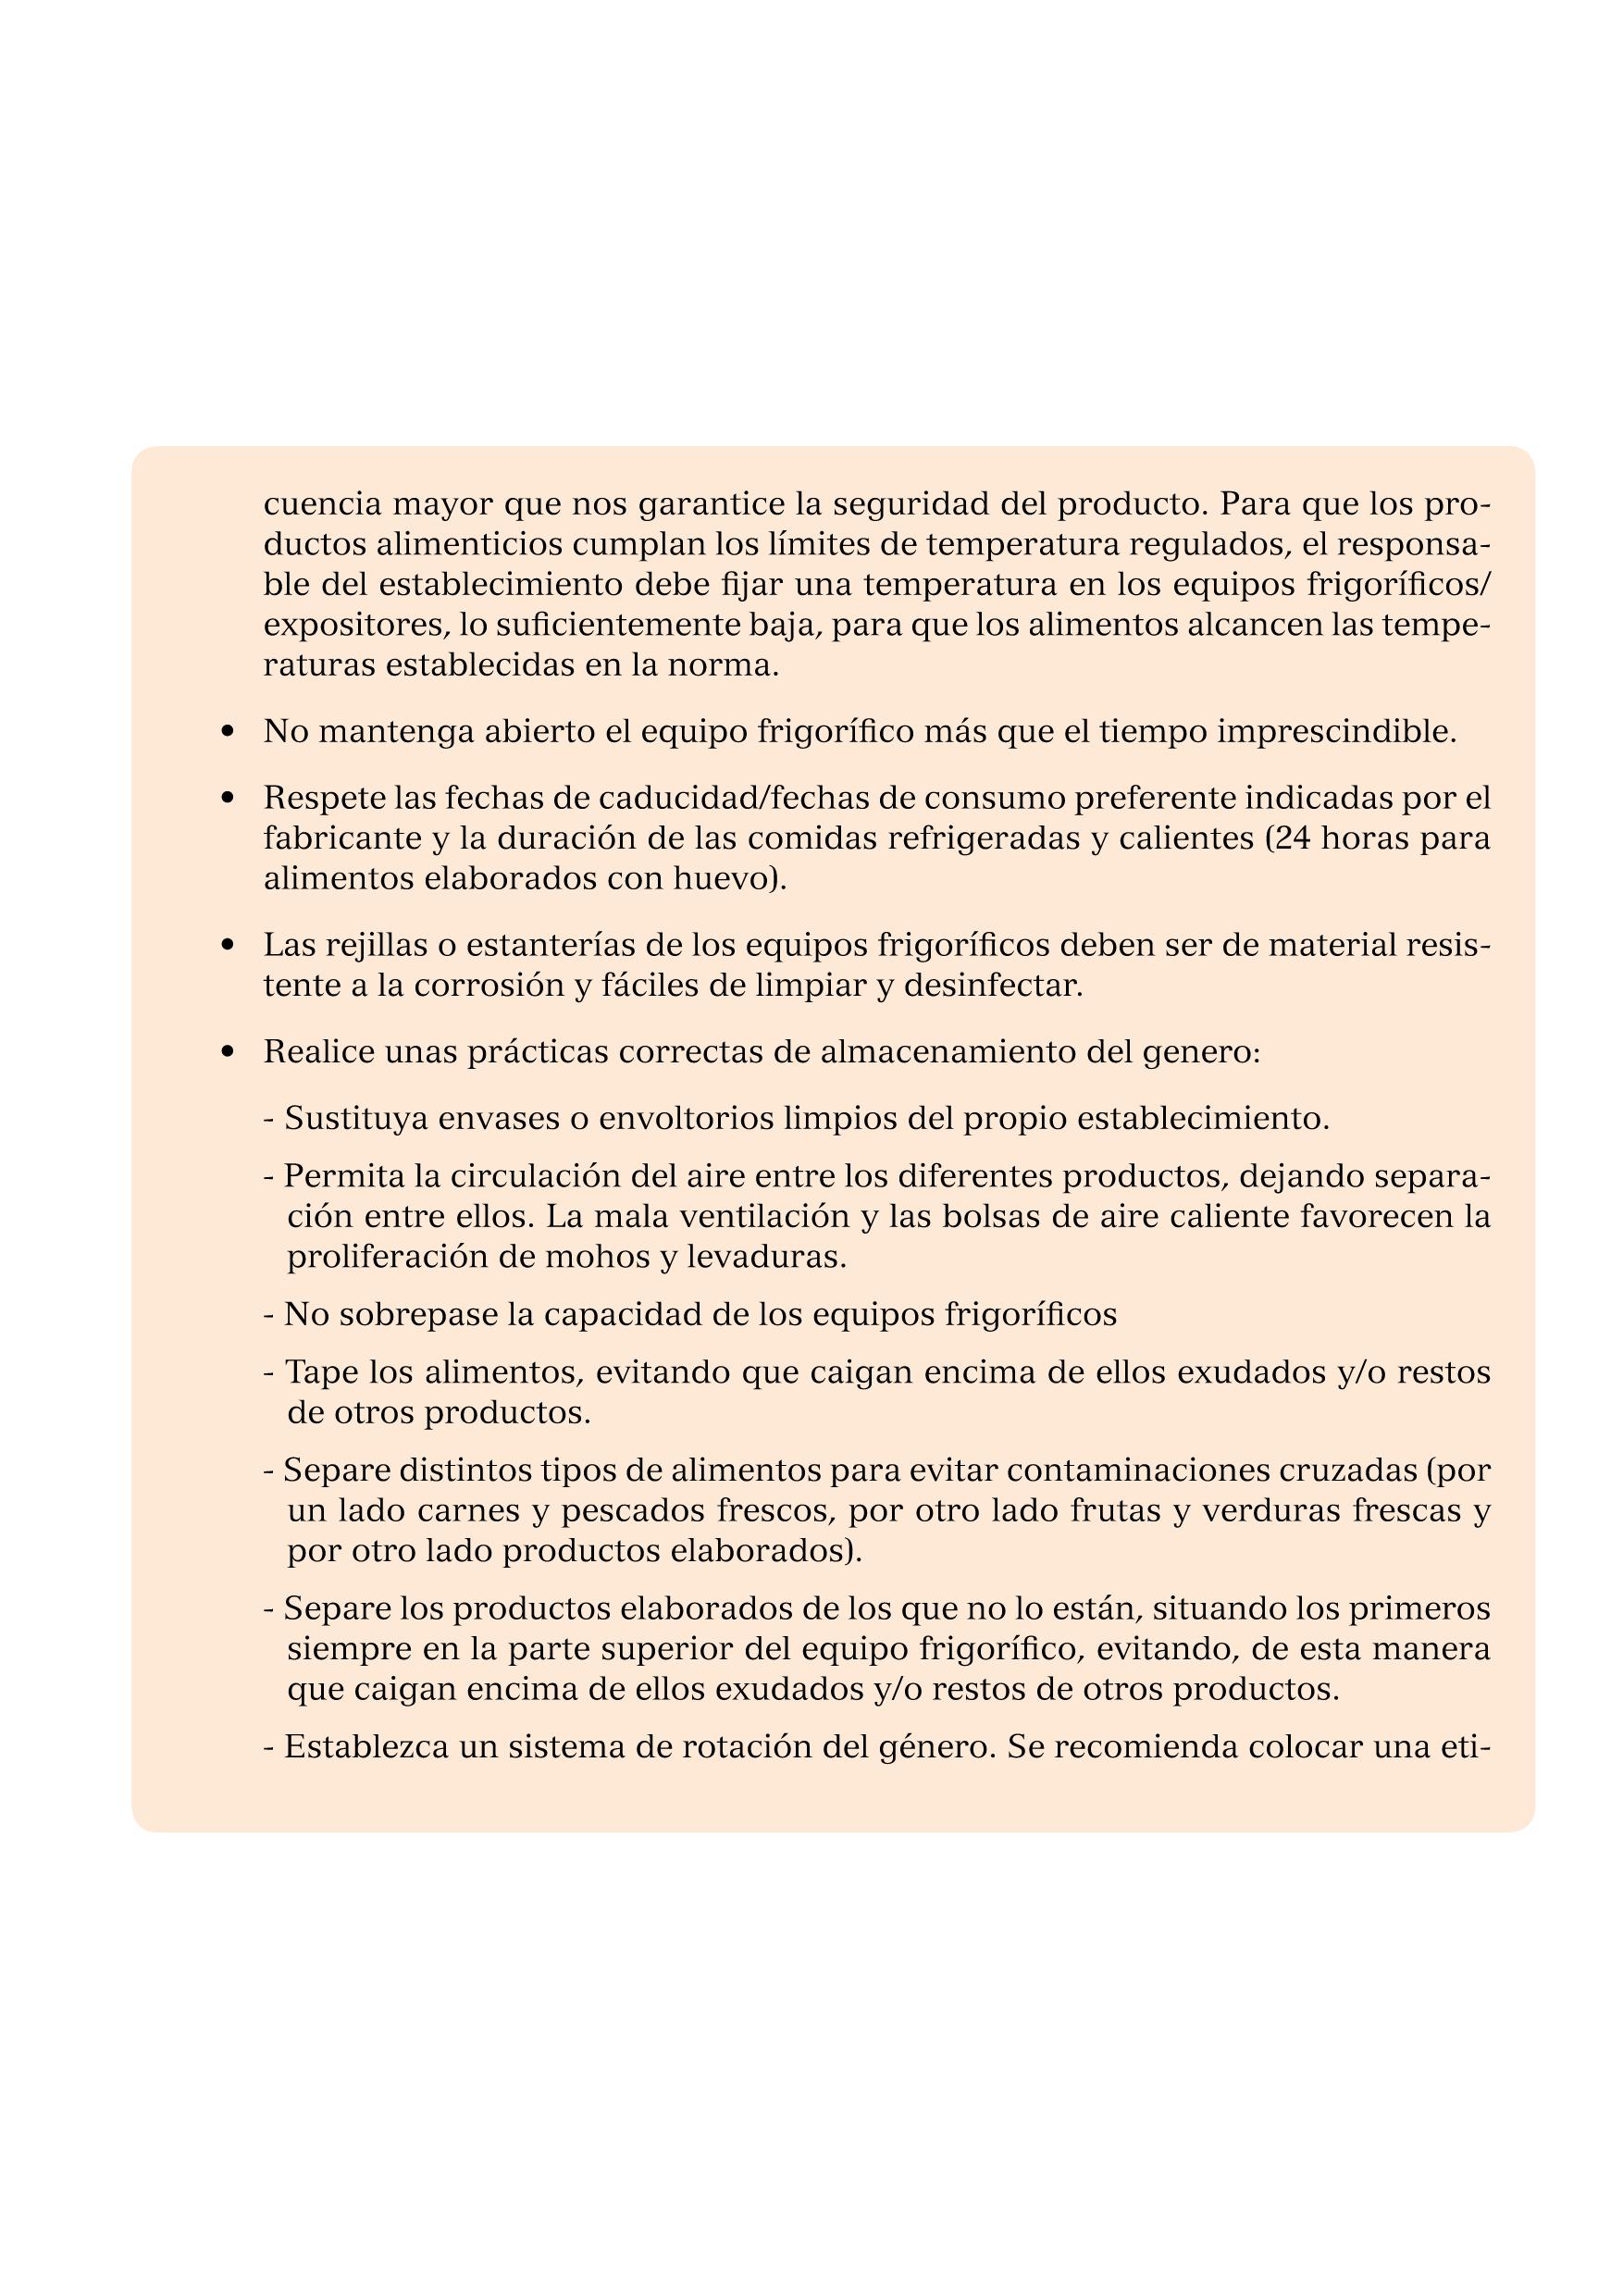 cuencia mayor que nos garantice la seguridad del producto. Para que los pro-
ductos alimenticios cumplan los límites de temperatura regulados, el responsa-
ble del establecimiento debe fijar una temperatura en los equipos frigoríficos/
expositores, lo suficientemente baja, para que los alimentos alcancen las tempe-
raturas establecidas en la norma.
• No mantenga abierto el equipo frigorífico más que el tiempo imprescindible.
• Respete las fechas de caducidad/fechas de consumo preferente indicadas por el
fabricante y la duración de las comidas refrigeradas y calientes (24 horas para
alimentos elaborados con huevo).
• Las rejillas o estanterías de los equipos frigoríficos deben ser de material resis-
tente a la corrosión y fáciles de limpiar y desinfectar.
• Realice unas prácticas correctas de almacenamiento del genero:
- Sustituya envases o envoltorios limpios del propio establecimiento.
- Permita la circulación del aire entre los diferentes productos, dejando separa-
ción entre ellos. La mala ventilación y las bolsas de aire caliente favorecen la
proliferación de mohos y levaduras.
- No sobrepase la capacidad de los equipos frigoríficos
- Tape los alimentos, evitando que caigan encima de ellos exudados y/o restos
de otros productos.
- Separe distintos tipos de alimentos para evitar contaminaciones cruzadas (por
un lado carnes y pescados frescos, por otro lado frutas y verduras frescas y
por otro lado productos elaborados).
- Separe los productos elaborados de los que no lo están, situando los primeros
siempre en la parte superior del equipo frigorífico, evitando, de esta manera
que caigan encima de ellos exudados y/o restos de otros productos.
- Establezca un sistema de rotación del género. Se recomienda colocar una eti-